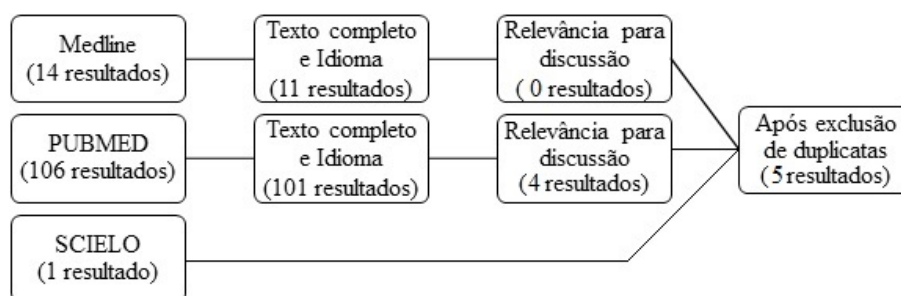 Medline
(14 resultados)
Texto completo
e Idioma
(11 resultados)
Relevância para
discussão
( 0 resultados)
PUBMED
(106 resultados)
Texto completo
e Idioma
(101 resultados)
Relevância para
discussão
(4 resultados)
Após exclusão
de duplicatas
(5 resultados)
SCIELO
(1 resultado)